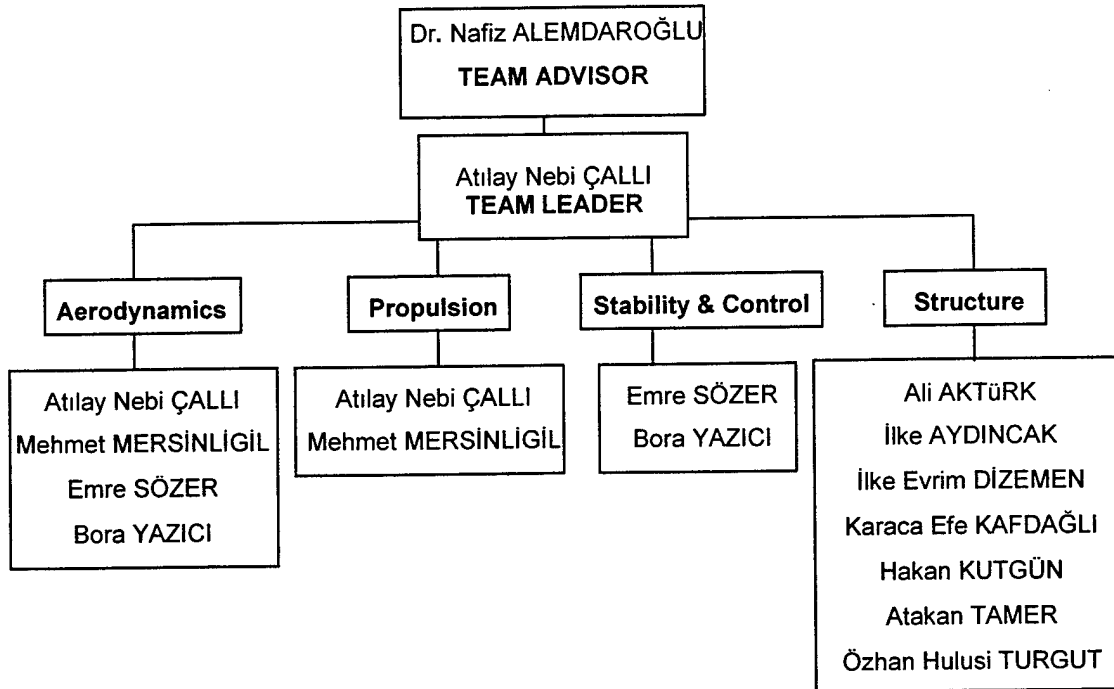 Dr. Nafiz ALEMDAROĞLU
TEAM ADVISOR
Atılay Nebi ÇALLI
TEAM LEADER
Aerodynamics
Propulsion
Stability & Control
Structure
Atılay Nebi ÇALLI
Mehmet MERSİNLİGİL
Emre SÖZER
Bora YAZICI
Atılay Nebi ÇALLI
Mehmet MERSİNLİGİL
Emre SÖZER
Bora YAZICI
Ali AKTüRK
İlke AYDINCAK
İlke Evrim DİZEMEN
Karaca Efe KAFDAĞLI
Hakan KUTGÜN
Atakan TAMER
Özhan Hulusi TURGUT